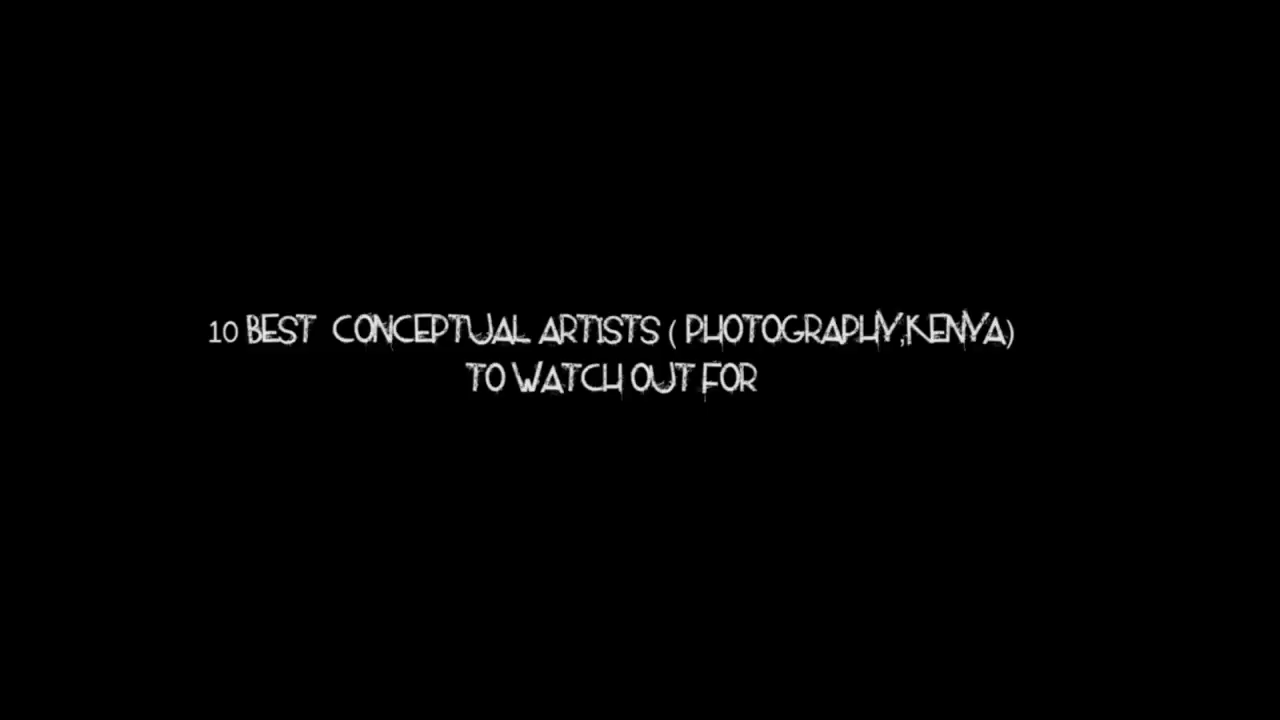 10 BEST CONCEPTUAL ARTISTS ( PHOTOGRAPHY,KENYA)
TO WATCH OUT FOR